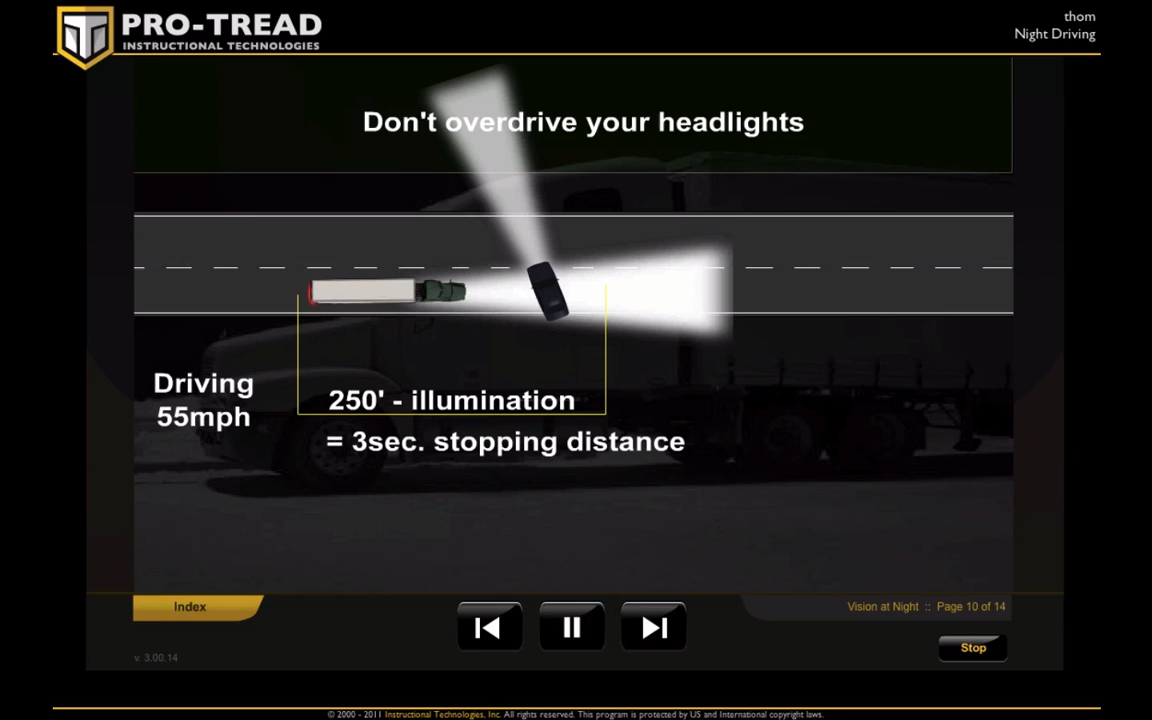 PRO-TREAD
INSTRUCTIONAL TECHNOLOGIES
thom
Night Driving
Don't overdrive your headlights
Driving
55mph
250' - illumination
= 3sec. stopping distance
Index
Vision at Night :: Page 10 of 14
Stop
v. 3.00.14
© 2000 - 2011 Instructional Technologies, Inc. All rights reserved. This program is protected by US and International copyright laws.